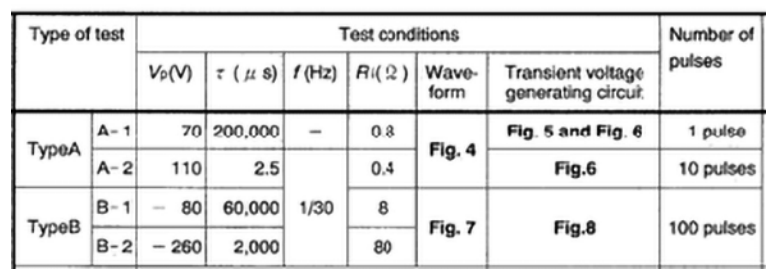 Type of test Test conditions Number of pulses
Vp(V) τ ( μ s) f (Hz) Ri( Ω ) Wave-form Transient voltage generating circuit
TypeA A-1 70 200,000 — 0.8 Fig. 4 Fig. 5 and Fig. 6 1 pulse
A-2 110 2.5 1/30 0.4 Fig.6 10 pulses
TypeB B-1 — 80 60,000 8 Fig. 7 Fig.8 100 pulses
B-2 — 260 2,000 80